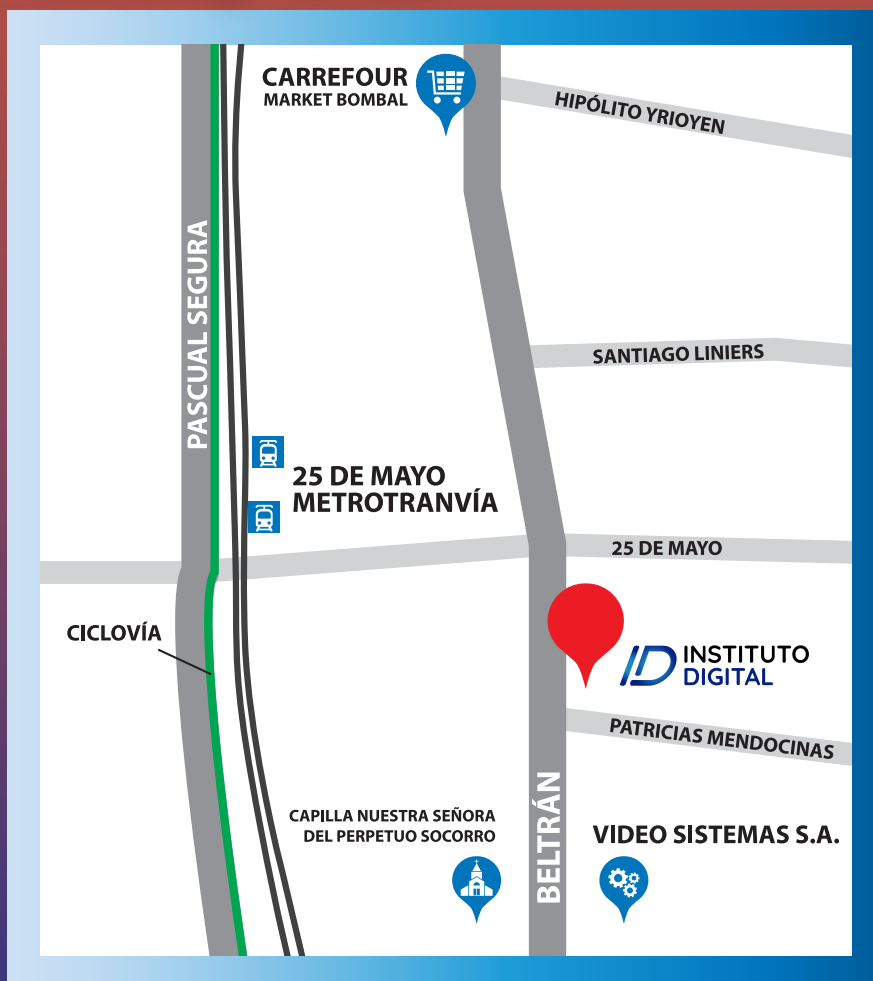 CARREFOUR
MARKET BOMBAL
HIPÓLITO YRIOYEN
PASCUAL SEGURA
SANTIAGO LINIERS
25 DE MAYO
METROTRANVÍA
25 DE MAYO
CICLOVÍA
ID INSTITUTO
DIGITAL
PATRICIAS MENDOCINAS
CAPILLA NUESTRA SEÑORA
DEL PERPETUO SOCORRO
BELTRÁN
VIDEO SISTEMAS S.A.